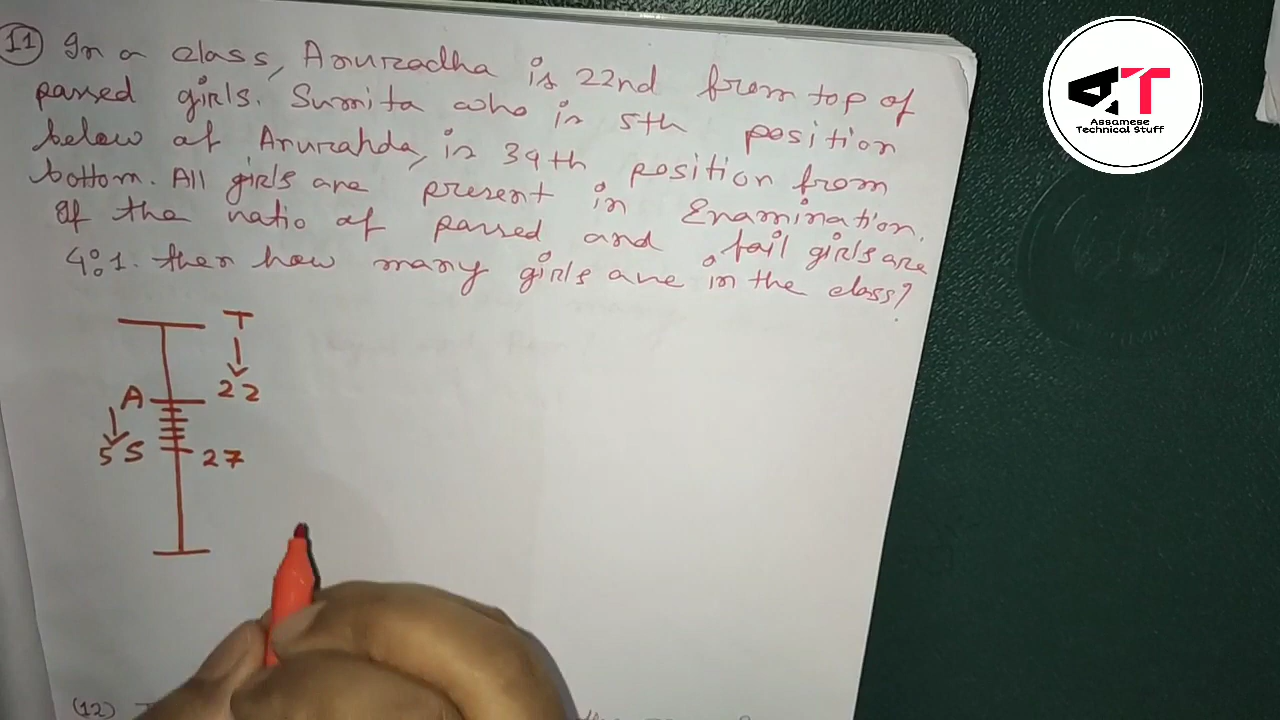 (11) In a class, Anuradha is 22nd from top of
passed girls. Sumita who is 5th position
below of Anurahda, is 34th position from
bottom. All girls are present in Examination.
If the ratio of passed and fail girls are
4:1. then how many girls are in the class?
T
A 22
5 S 27
(12)
AT
Assamese
Technical Stuff